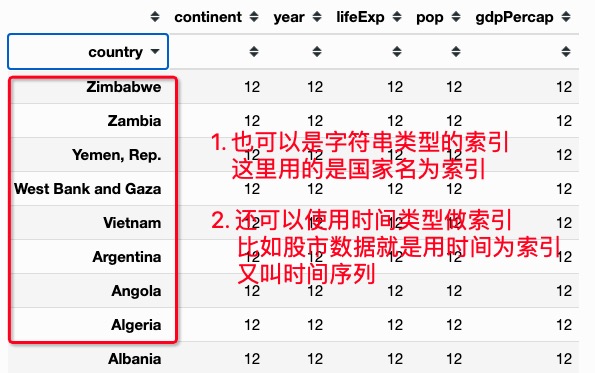 continent year lifeExp pop gdpPercap
country
Zimbabwe 12 12 12 12 12
Zambia 12 12 12 12 12
Yemen, Rep. 12 12 12 12 12
West Bank and Gaza 12 12 12 12 12
Vietnam 12 12 12 12 12
Argentina 12 12 12 12 12
Angola 12 12 12 12 12
Algeria 12 12 12 12 12
Albania 12 12 12 12 12
1. 也可以是字符串类型的索引
这里用的是国家名为索引
2. 还可以使用时间类型做索引
比如股市数据就是用时间为索引
又叫时间序列